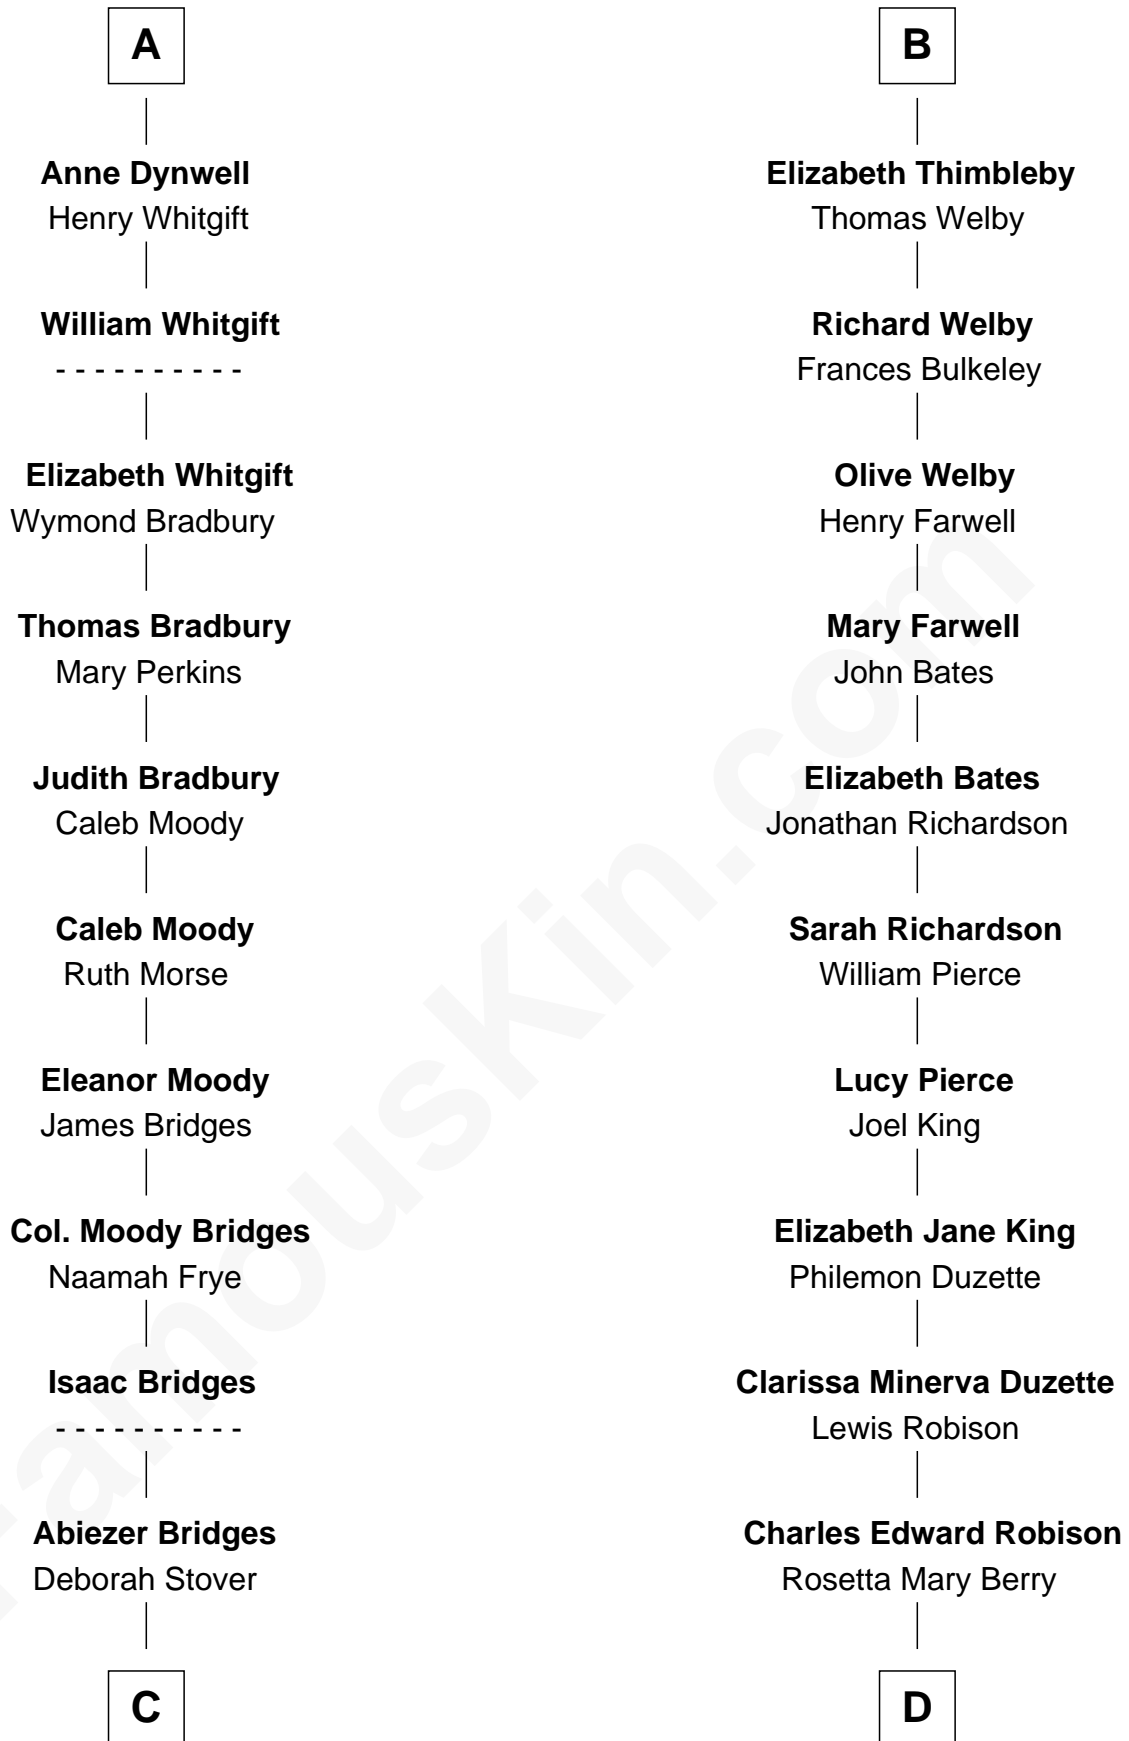 A
Anne Dynwell
Henry Whitgift
William Whitgift
- - - - - - - - - -
Elizabeth Whitgift
Wymond Bradbury
Thomas Bradbury
Mary Perkins
Judith Bradbury
Caleb Moody
Caleb Moody
Ruth Morse
Eleanor Moody
James Bridges
Col. Moody Bridges
Naamah Frye
Isaac Bridges
- - - - - - - - - -
Abiezer Bridges
Deborah Stover
C
B
Elizabeth Thimbleby
Thomas Welby
Richard Welby
Frances Bulkeley
Olive Welby
Henry Farwell
Mary Farwell
John Bates
Elizabeth Bates
Jonathan Richardson
Sarah Richardson
William Pierce
Lucy Pierce
Joel King
Elizabeth Jane King
Philemon Duzette
Clarissa Minerva Duzette
Lewis Robison
Charles Edward Robison
Rosetta Mary Berry
D
FamousKin.com